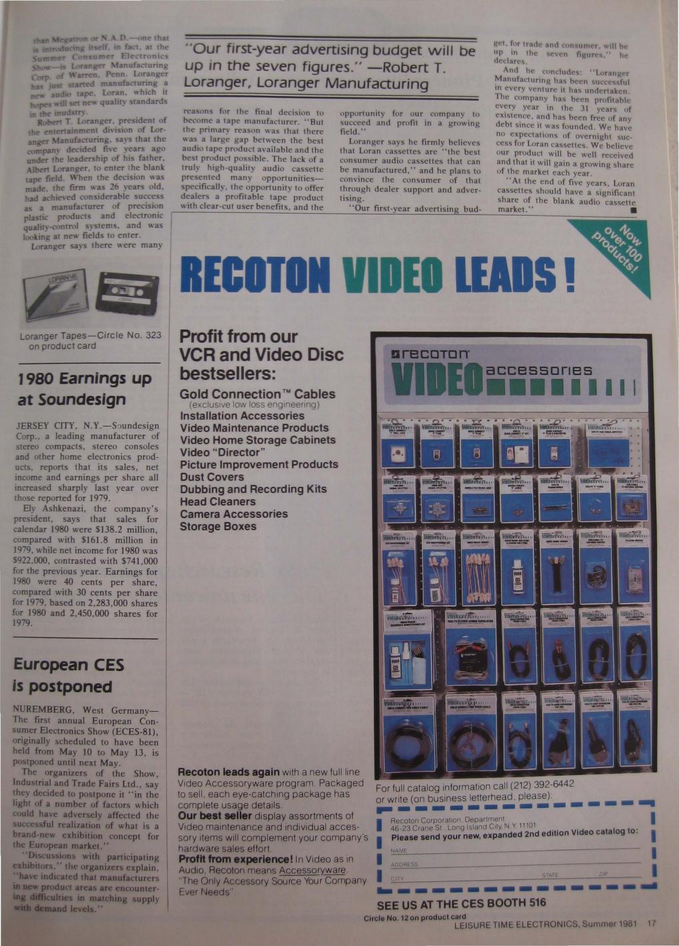 than Megatron or N.A.D.—one that
is introducing itself, in fact, at the
Summer Consumer Electronics
Show—is Loranger Manufacturing
Corp. of Warren, Penn. Loranger
has just started manufacturing a
new audio tape, Loran, which it
hopes will set new quality standards
in the inudstry.
Robert T. Loranger, president of
the entertainment division of Lor-
anger Manufacturing, says that the
company decided five years ago
under the leadership of his father,
Albert Loranger, to enter the blank
tape field. When the decision was
made, the firm was 26 years old,
had achieved considerable success
as a manufacturer of precision
plastic products and electronic
quality-control systems, and was
looking at new fields to enter.
Loranger says there were many
"Our first-year advertising budget will be
up in the seven figures." —Robert T.
Loranger, Loranger Manufacturing
reasons for the final decision to
become a tape manufacturer. "But
the primary reason was that there
was a large gap between the best
audio tape product available and the
best product possible. The lack of a
truly high-quality audio cassette
presented many opportunities—
specifically, the opportunity to offer
dealers a profitable tape product
with clear-cut user benefits, and the
opportunity for our company to
succeed and profit in a growing
field."
Loranger says he firmly believes
that Loran cassettes are "the best
consumer audio cassettes that can
be manufactured," and he plans to
convince the consumer of that
through dealer support and adver-
tising.
"Our first-year advertising bud-
get, for trade and consumer, will be
up in the seven figures," he
declares.
And he concludes: "Loranger
Manufacturing has been successful
in every venture it has undertaken.
The company has been profitable
every year in the 31 years of
existence, and has been free of any
debt since it was founded. We have
no expectations of overnight suc-
cess for Loran cassettes. We believe
our product will be well received
and that it will gain a growing share
of the market each year.
"At the end of five years, Loran
cassettes should have a significant
share of the blank audio cassette
market."
Loranger Tapes—Circle No. 323
on product card
1980 Earnings up
at Soundesign
JERSEY CITY, N.Y.—Soundesign
Corp., a leading manufacturer of
stereo compacts, stereo consoles
and other home electronics prod-
ucts, reports that its sales, net
income and earnings per share all
increased sharply last year over
those reported for 1979.
Ely Ashkenazi, the company's
president, says that sales for
calendar 1980 were $138.2 million,
compared with $161.8 million in
1979, while net income for 1980 was
$922,000, contrasted with $741,000
for the previous year. Earnings for
1980 were 40 cents per share,
compared with 30 cents per share
for 1979, based on 2,283,000 shares
for 1980 and 2,450,000 shares for
1979.
European CES
is postponed
NUREMBERG, West Germany—
The first annual European Con-
sumer Electronics Show (ECES-81),
originally scheduled to have been
held from May 10 to May 13, is
postponed until next May.
The organizers of the Show,
Industrial and Trade Fairs Ltd., say
they decided to postpone it "in the
light of a number of factors which
could have adversely affected the
successful realization of what is a
brand-new exhibition concept for
the European market."
"Discussions with participating
exhibitors," the organizers explain,
"have indicated that manufacturers
in new product areas are encounter-
ing difficulties in matching supply
with demand levels."
Now
over 100
products!
RECOTON VIDEO LEADS!
Profit from our
VCR and Video Disc
bestsellers:
Gold Connection™ Cables
(exclusive low loss engineering)
Installation Accessories
Video Maintenance Products
Video Home Storage Cabinets
Video "Director"
Picture Improvement Products
Dust Covers
Dubbing and Recording Kits
Head Cleaners
Camera Accessories
Storage Boxes
recoton
VIDEO accessories
Recoton leads again with a new full line
Video Accessoryware program. Packaged
to sell, each eye-catching package has
complete usage details.
Our best seller display assortments of
Video maintenance and individual acces-
sory items will complement your company's
hardware sales effort.
Profit from experience! In Video as in
Audio, Recoton means Accessoryware.
"The Only Accessory Source Your Company
Ever Needs"
For full catalog information call (212) 392-6442
or write (on business letterhead, please):
Recoton Corporation, Department
46-23 Crane St., Long Island City, N.Y. 11101
Please send your new, expanded 2nd edition Video catalog to:
NAME
ADDRESS
CITY STATE ZIP
SEE US AT THE CES BOOTH 516
Circle No. 12 on product card
LEISURE TIME ELECTRONICS, Summer 1981 17